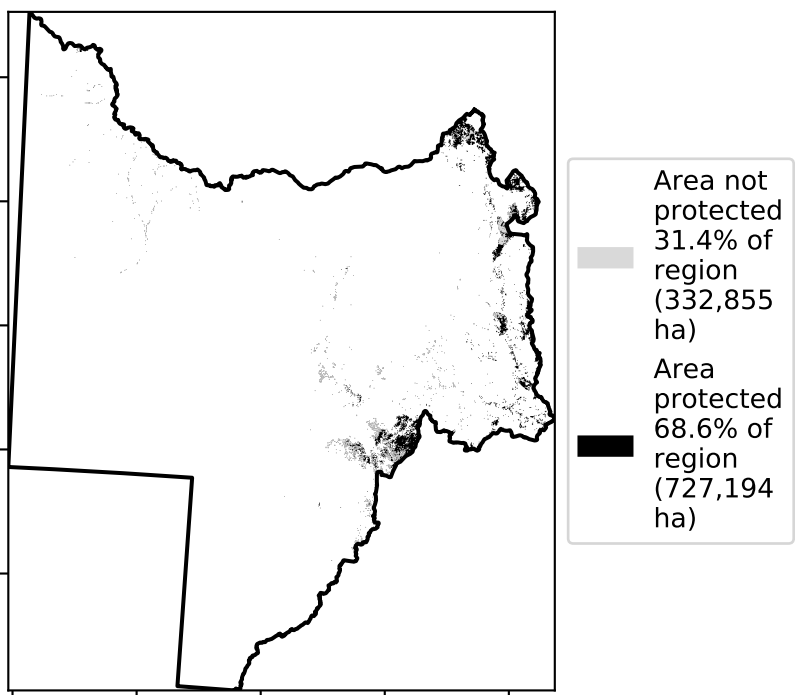 Area not
protected
31.4% of
region
(332,855
ha)
Area
protected
68.6% of
region
(727,194
ha)